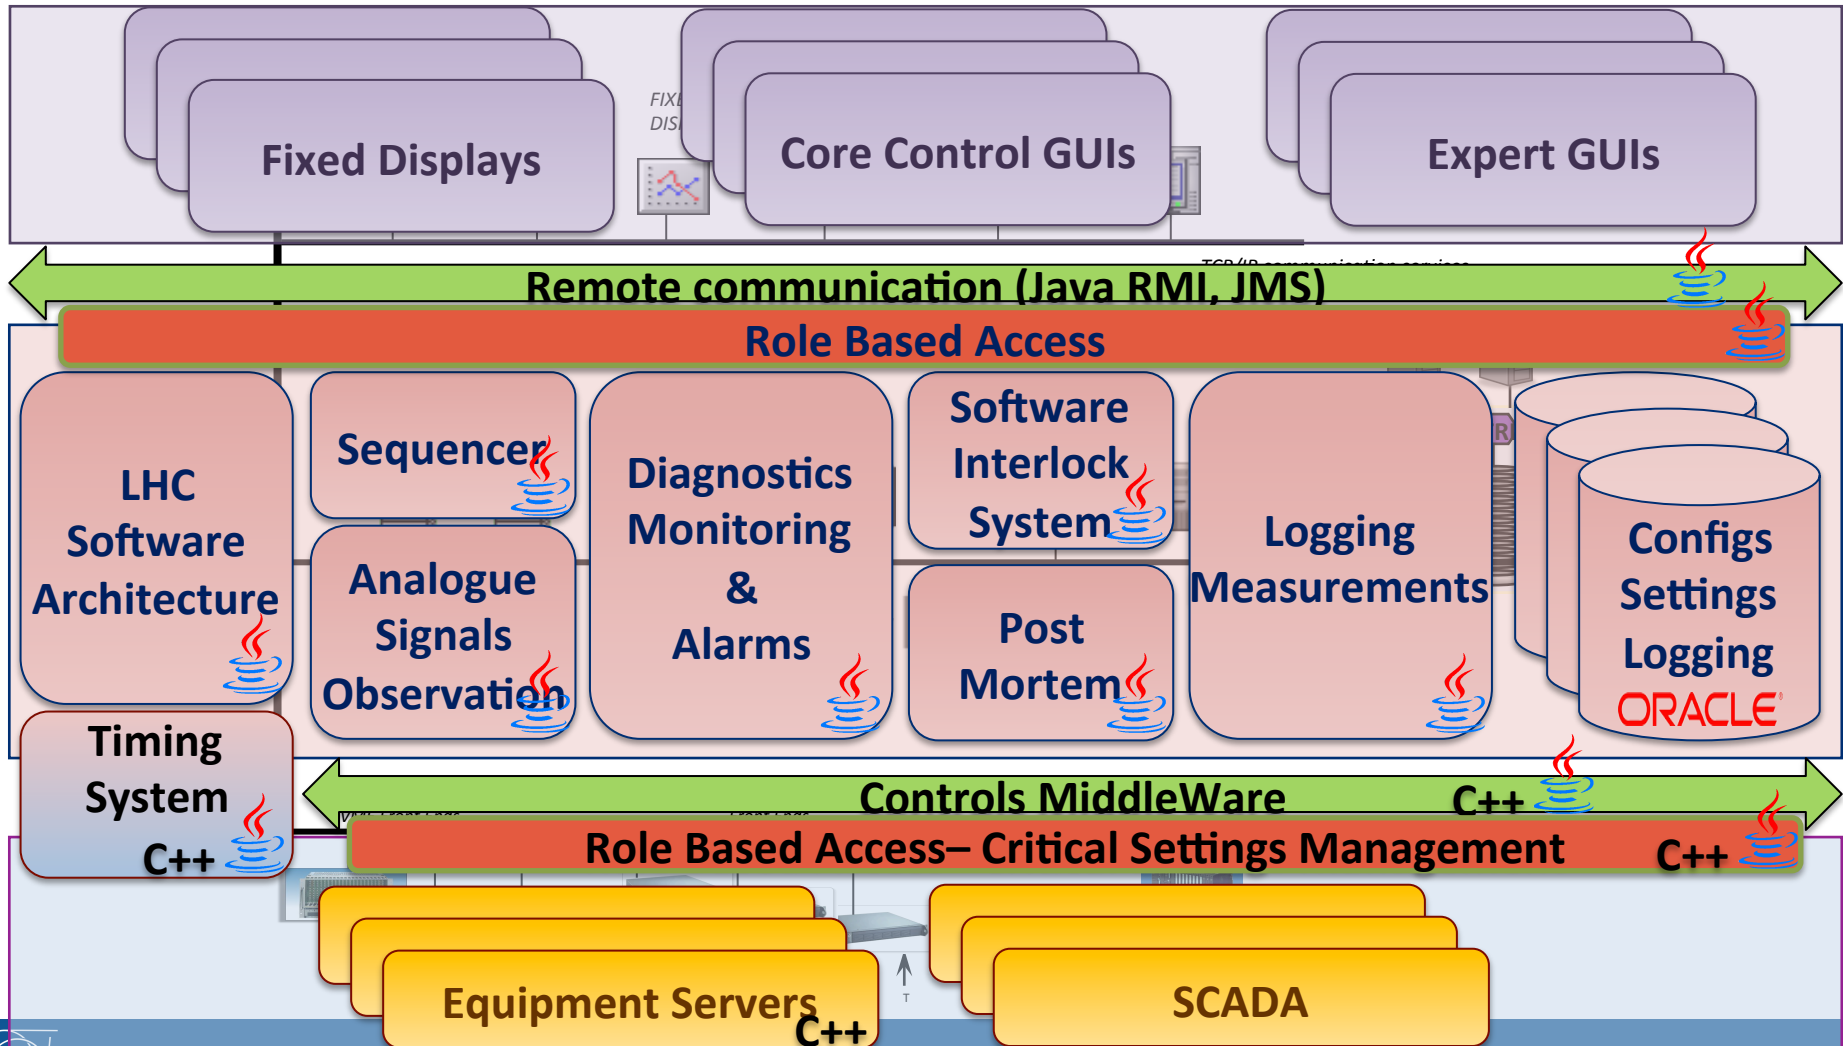 Fixed Displays
Core Control GUIs
Expert GUIs
Remote communication (Java RMI, JMS)
Role Based Access
LHC
Software
Architecture
Sequencer
Analogue
Signals
Observation
Diagnostics
Monitoring
&
Alarms
Software
Interlock
System
Post
Mortem
Logging
Measurements
R
Configs
Settings
Logging
ORACLE
Timing
System
C++
Controls MiddleWare
C++
Role Based Access– Critical Settings Management
C++
Equipment Servers
C++
SCADA
T